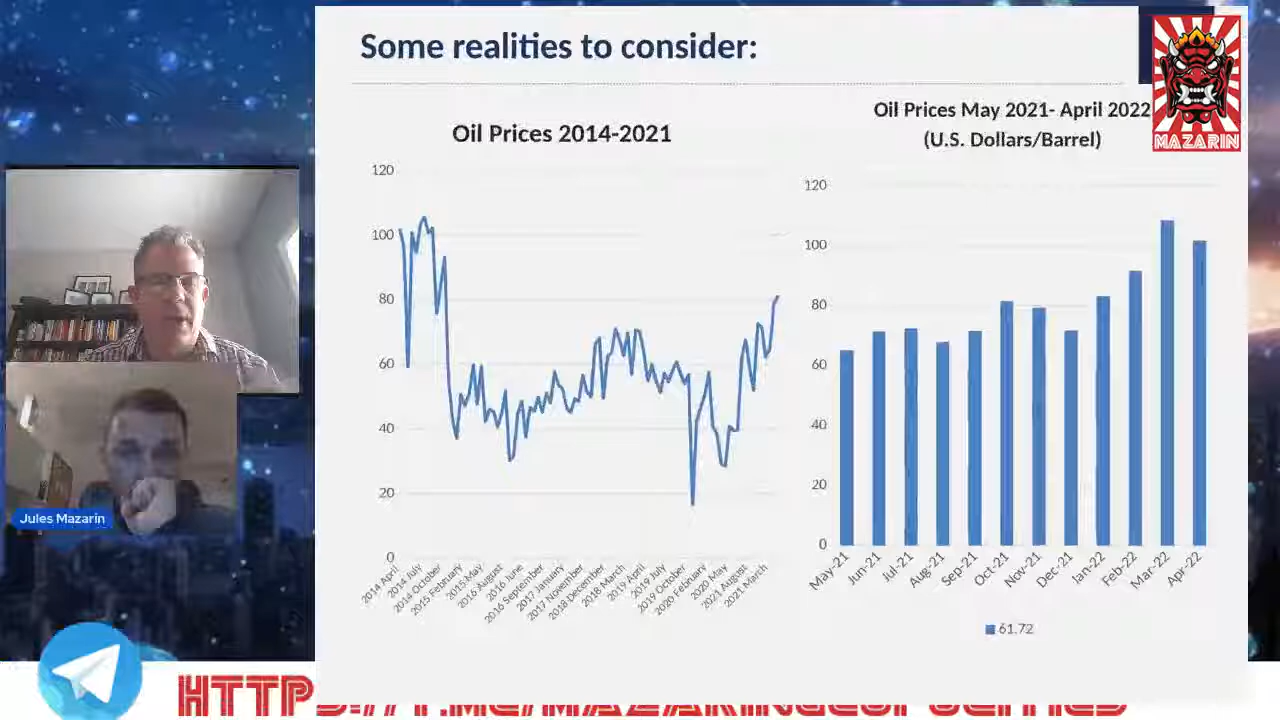 Some realities to consider:
MAZARIN
Oil Prices 2014-2021
120
100
80
60
40
20
0
2014 April
2014 July
2014 October
2015 February
2015 May
2016 August
2016 June
2016 September
2017 January
2017 November
2018 December
2018 March
2019 April
2019 July
2019 October
2020 February
2020 May
2021 August
2021 March
Oil Prices May 2021- April 2022
(U.S. Dollars/Barrel)
120
100
80
60
40
20
0
May-21
Jun-21
Jul-21
Aug-21
Sep-21
Oct-21
Nov-21
Dec-21
Jan-22
Feb-22
Mar-22
Apr-22
61.72
Jules Mazarin